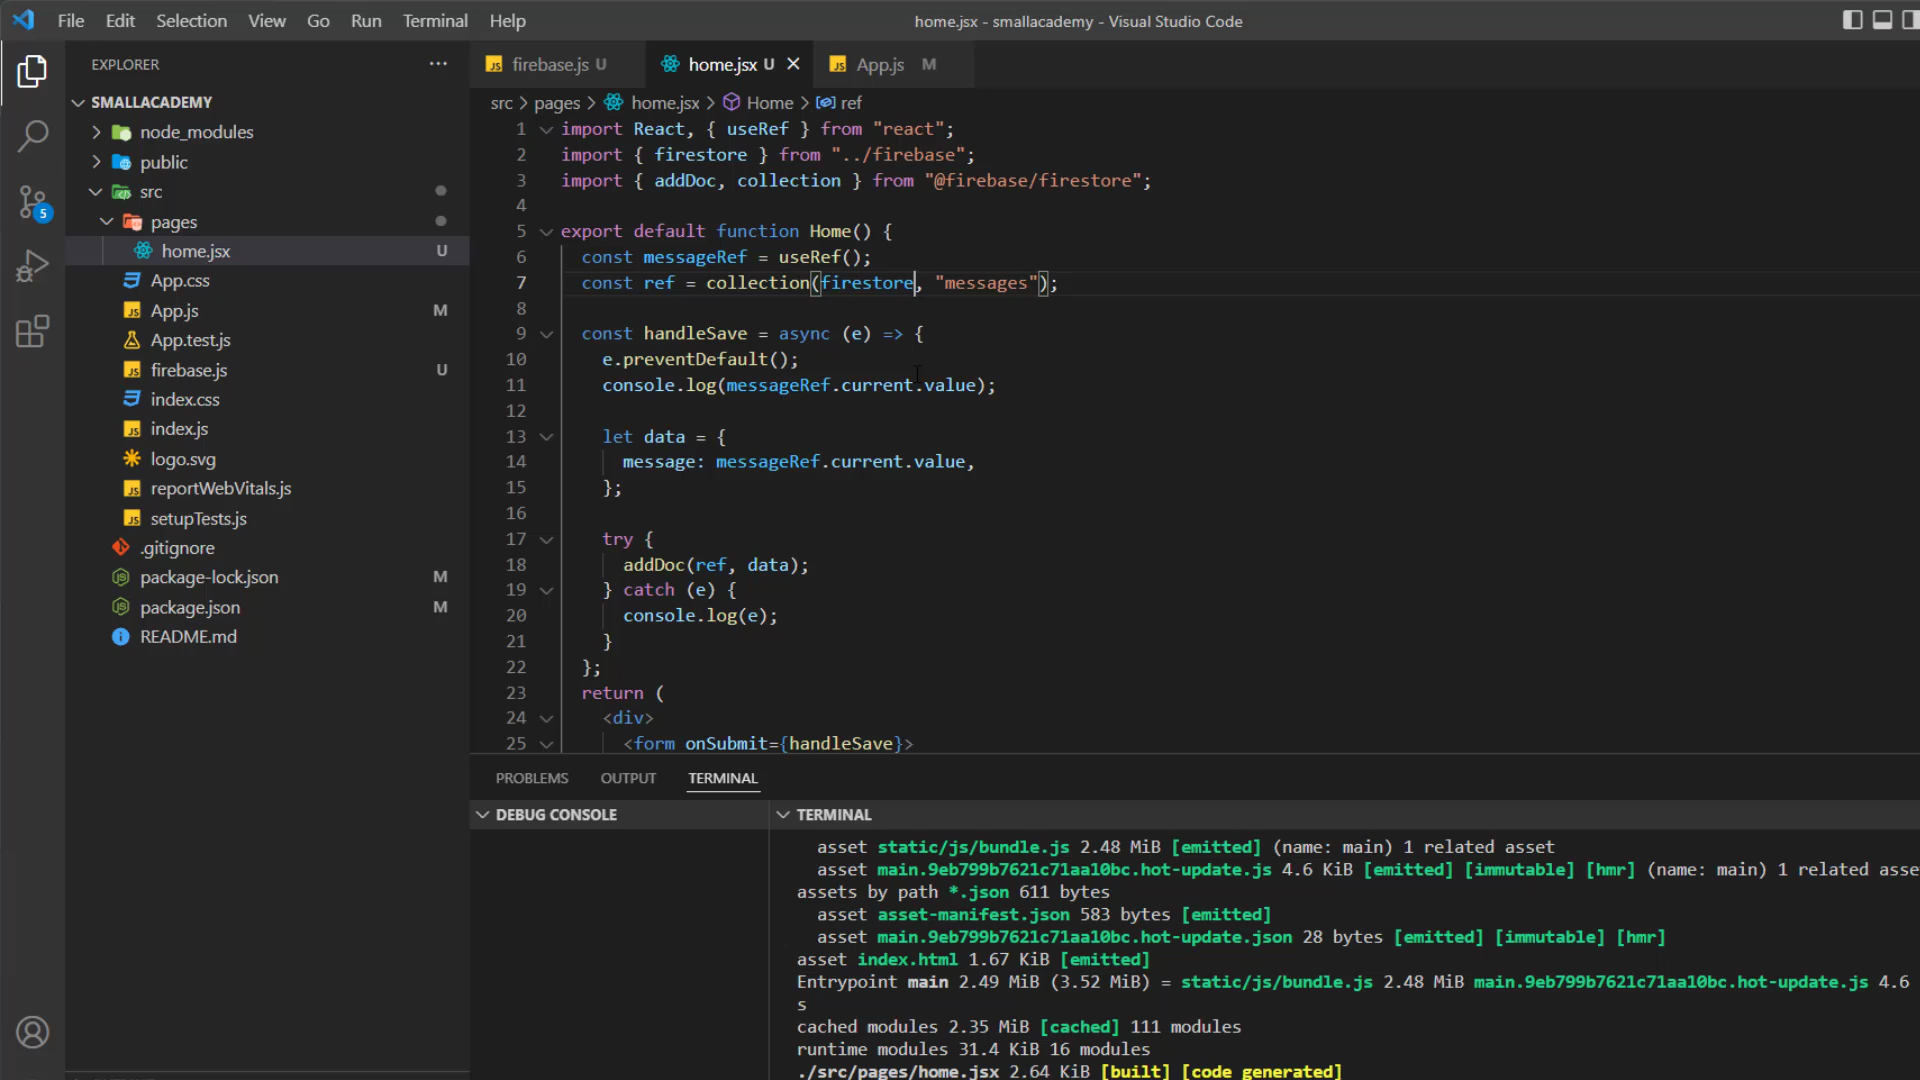 File Edit Selection View Go Run Terminal Help
home.jsx - smallacademy - Visual Studio Code
EXPLORER ...
SMALLACADEMY
node_modules
public
src
pages
home.jsx U
App.css
App.js M
App.test.js
firebase.js U
index.css
index.js
logo.svg
reportWebVitals.js
setupTests.js
.gitignore
package-lock.json M
package.json M
README.md
5
firebase.js U home.jsx U App.js M
src > pages > home.jsx > Home > ref
1 import React, { useRef } from "react";
2 import { firestore } from "../firebase";
3 import { addDoc, collection } from "@firebase/firestore";
4
5 export default function Home() {
6 const messageRef = useRef();
7 const ref = collection(firestore, "messages");
8
9 const handleSave = async (e) => {
10 e.preventDefault();
11 console.log(messageRef.current.value);
12
13 let data = {
14 message: messageRef.current.value,
15 };
16
17 try {
18 addDoc(ref, data);
19 } catch (e) {
20 console.log(e);
21 }
22 };
23 return (
24 <div>
25 <form onSubmit={handleSave}>
PROBLEMS OUTPUT TERMINAL
DEBUG CONSOLE
TERMINAL
asset static/js/bundle.js 2.48 MiB [emitted] (name: main) 1 related asset
asset main.9eb799b7621c71aa10bc.hot-update.js 4.6 KiB [emitted] [immutable] [hmr] (name: main) 1 related asse
assets by path *.json 611 bytes
asset asset-manifest.json 583 bytes [emitted]
asset main.9eb799b7621c71aa10bc.hot-update.json 28 bytes [emitted] [immutable] [hmr]
asset index.html 1.67 KiB [emitted]
Entrypoint main 2.49 MiB (3.52 MiB) = static/js/bundle.js 2.48 MiB main.9eb799b7621c71aa10bc.hot-update.js 4.6
s
cached modules 2.35 MiB [cached] 111 modules
runtime modules 31.4 KiB 16 modules
./src/pages/home.jsx 2.64 KiB [built] [code generated]